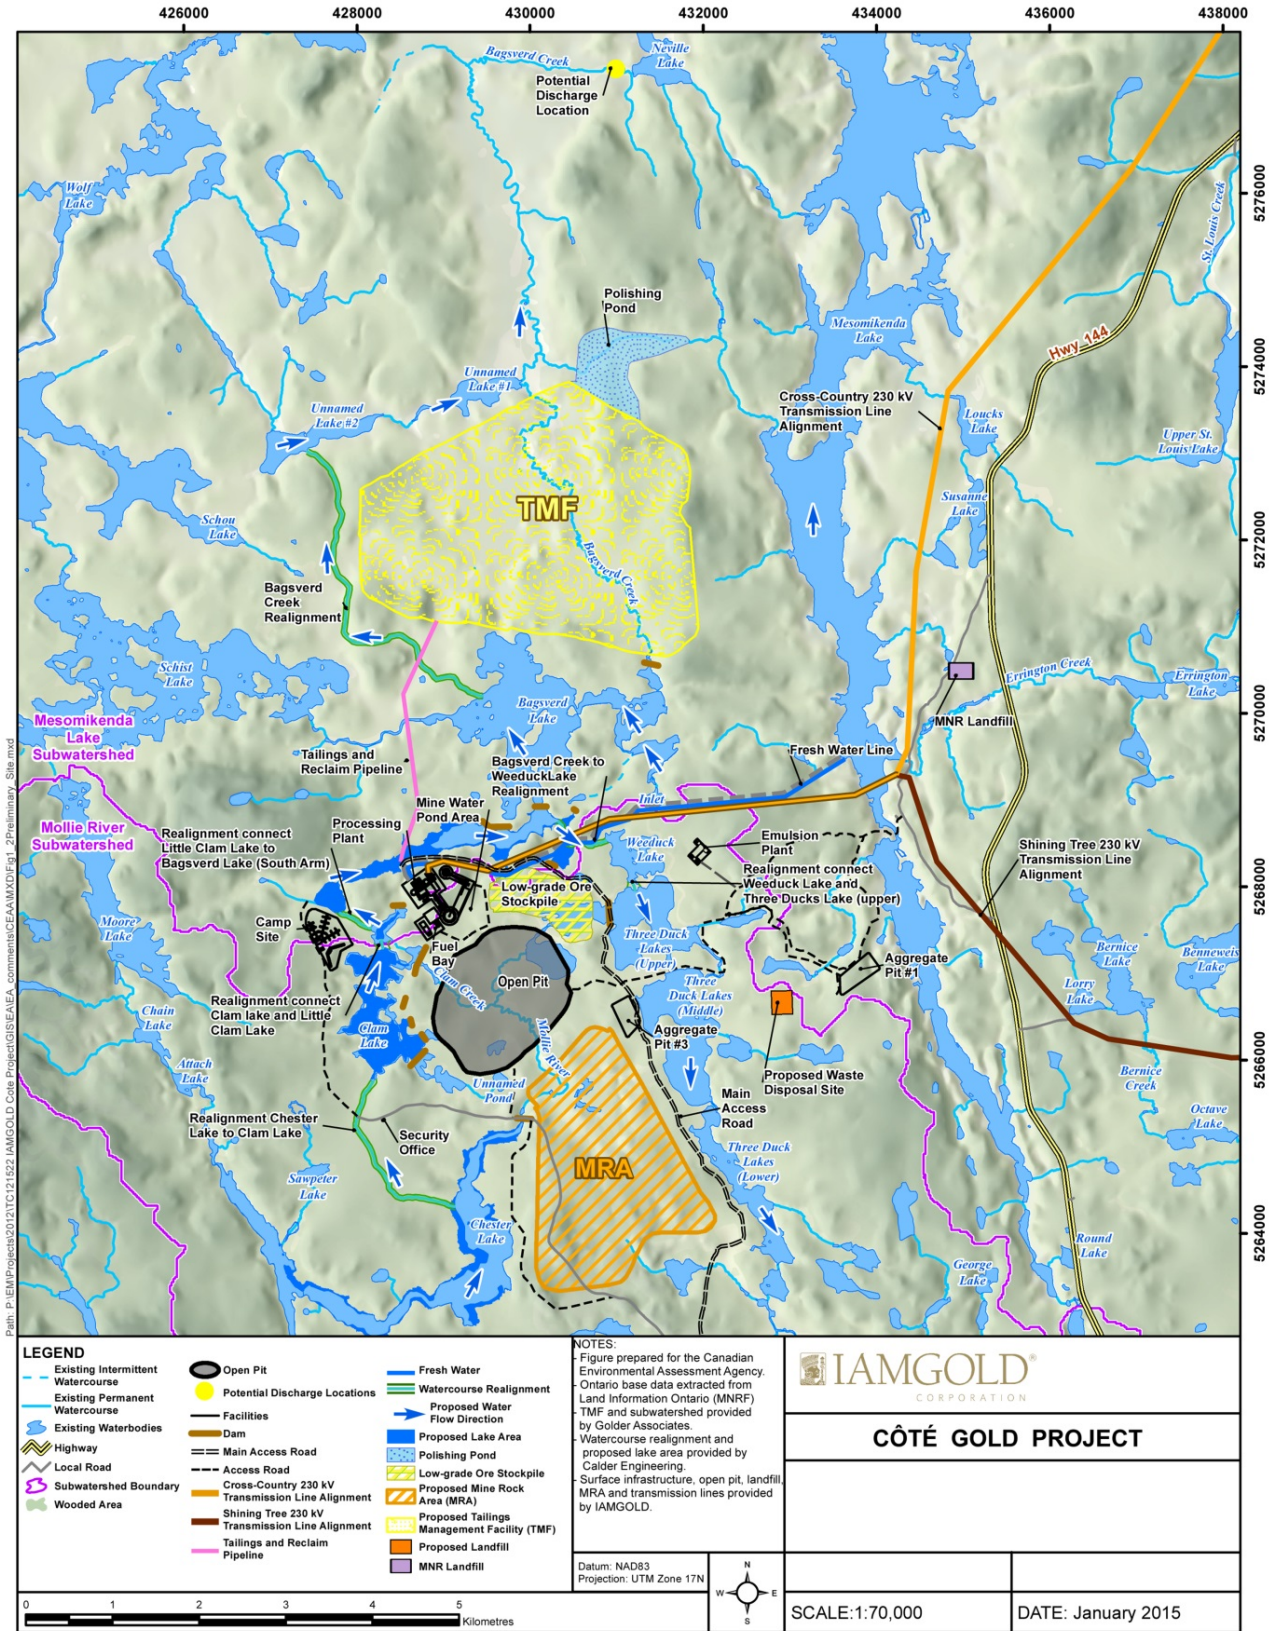 426000
428000
430000
432000
434000
436000
438000
Bagsverd Creek
Neville
Lake
Potential
Discharge
Location
Wolf
Lake
5276000
St. Louis Creek
Polishing
Pond
Mesomikenda
Lake
Hwy 144
5274000
Unnamed
Lake #1
Unnamed
Lake #2
Cross-Country 230 kV
Transmission Line
Alignment
Loucks
Lake
Upper St.
Louis Lake
TMF
Schou
Lake
Susanne
Lake
5272000
Bagsverd Creek
Bagsverd
Creek
Realignment
Schist
Lake
Errington Creek
Errington
Lake
Mesomikenda
Lake
Subwatershed
Bagsverd
Lake
MNR Landfill
5270000
Tailings and
Reclaim Pipeline
Bagsverd Creek to
WeeduckLake
Realignment
Fresh Water Line
Mine Water
Pond Area
Inlet
Mollie River
Subwatershed
Processing
Plant
Realignment connect
Little Clam Lake to
Bagsverd Lake (South Arm)
Weeduck
Lake
Emulsion
Plant
Shining Tree 230 kV
Transmission Line
Alignment
Realignment connect
Weeduck Lake and
Three Ducks Lake (upper)
Low-grade Ore
Stockpile
5268000
Moore
Lake
Camp
Site
Fuel
Bay
Three Duck
Lakes
(Upper)
Bernice
Lake
Benneweis
Lake
Open Pit
Clam Creek
Aggregate
Pit #1
Three
Duck Lakes
(Middle)
Lorry
Lake
Realignment connect
Clam lake and Little
Clam Lake
Chain
Lake
Clam
Lake
Mollie River
Aggregate
Pit #3
5266000
Attach
Lake
Unnamed
Pond
Proposed Waste
Disposal Site
Bernice
Creek
Main
Access
Road
Octave
Lake
Realignment Chester
Lake to Clam Lake
Security
Office
Three Duck
Lakes
(Lower)
MRA
Sawpeter
Lake
Chester
Lake
5264000
Round
Lake
George
Lake
Path: P:\EM\Projects\2012\TC121522 IAMGOLD Cote Project\GIS\EA\EA_comments\CEAA\MXD\Fig1_2Preliminary_Site.mxd
LEGEND
Existing Intermittent
Watercourse
Existing Permanent
Watercourse
Existing Waterbodies
Highway
Local Road
Subwatershed Boundary
Wooded Area
Open Pit
Potential Discharge Locations
Facilities
Dam
Main Access Road
Access Road
Cross-Country 230 kV
Transmission Line Alignment
Shining Tree 230 kV
Transmission Line Alignment
Tailings and Reclaim
Pipeline
Fresh Water
Watercourse Realignment
Proposed Water
Flow Direction
Proposed Lake Area
Polishing Pond
Low-grade Ore Stockpile
Proposed Mine Rock
Area (MRA)
Proposed Tailings
Management Facility (TMF)
Proposed Landfill
MNR Landfill
NOTES:
- Figure prepared for the Canadian
Environmental Assessment Agency.
- Ontario base data extracted from
Land Information Ontario (MNRF)
- TMF and subwatershed provided
by Golder Associates.
- Watercourse realignment and
proposed lake area provided by
Calder Engineering.
- Surface infrastructure, open pit, landfill,
MRA and transmission lines provided
by IAMGOLD.
IAMGOLD®
CORPORATION
CÔTÉ GOLD PROJECT
Datum: NAD83
Projection: UTM Zone 17N
N
W E
S
SCALE:1:70,000
DATE: January 2015
0 1 2 3 4 5
Kilometres